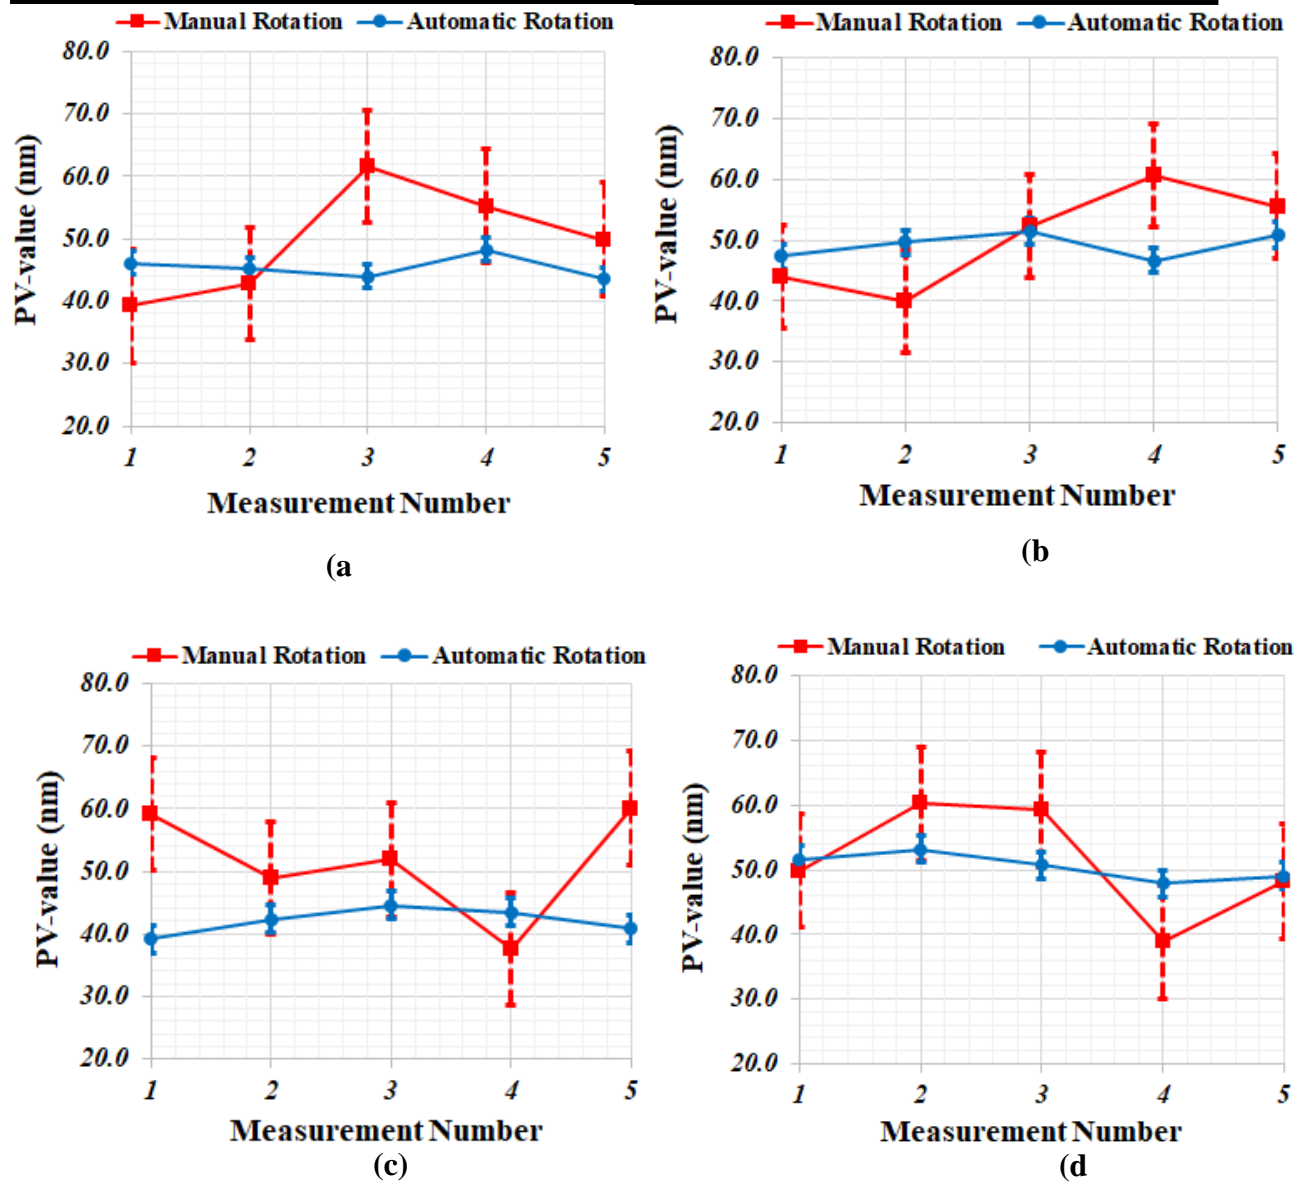 Manual Rotation Automatic Rotation
80.0
70.0
60.0
50.0
40.0
30.0
20.0
PV-value (nm)
1 2 3 4 5
Measurement Number
(a
Manual Rotation Automatic Rotation
80.0
70.0
60.0
50.0
40.0
30.0
20.0
PV-value (nm)
1 2 3 4 5
Measurement Number
(b
Manual Rotation Automatic Rotation
80.0
70.0
60.0
50.0
40.0
30.0
20.0
PV-value (nm)
1 2 3 4 5
Measurement Number
(c)
Manual Rotation Automatic Rotation
80.0
70.0
60.0
50.0
40.0
30.0
20.0
PV-value (nm)
1 2 3 4 5
Measurement Number
(d